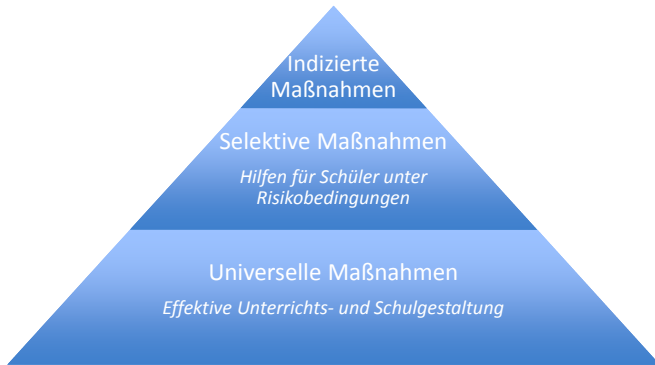 Indizierte
Maßnahmen
Selektive Maßnahmen
Hilfen für Schüler unter
Risikobedingungen
Universelle Maßnahmen
Effektive Unterrichts- und Schulgestaltung